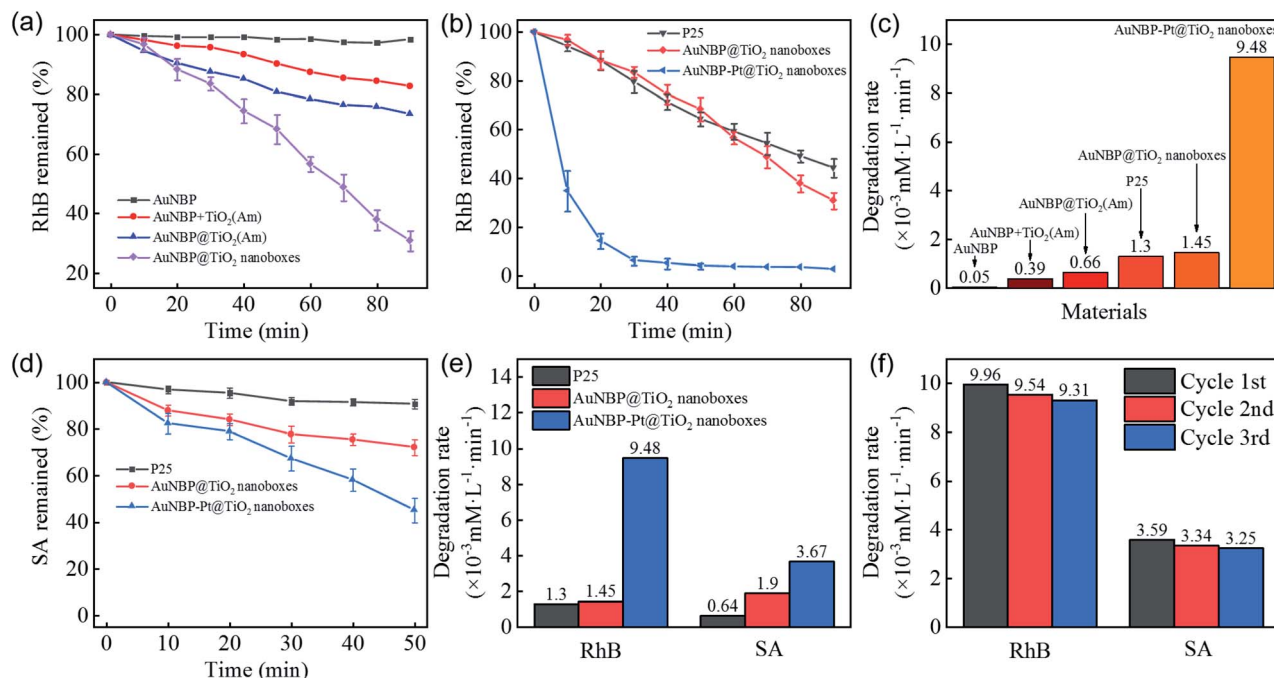 (a)
RhB remained (%)
100
80
60
40
20
AuNBP
AuNBP+TiO₂(Am)
AuNBP@TiO₂(Am)
AuNBP@TiO₂ nanoboxes
0 20 40 60 80
Time (min)
(b)
RhB remained (%)
100
80
60
40
20
0
P25
AuNBP@TiO₂ nanoboxes
AuNBP-Pt@TiO₂ nanoboxes
0 20 40 60 80
Time (min)
(c)
Degradation rate
(×10⁻³mM·L⁻¹·min⁻¹)
10
8
6
4
2
0
AuNBP-Pt@TiO₂ nanoboxes
9.48
AuNBP@TiO₂ nanoboxes
P25
AuNBP@TiO₂(Am)
AuNBP+TiO₂(Am)
AuNBP
0.05 0.39 0.66 1.3 1.45
Materials
(d)
SA remained (%)
100
80
60
40
20
0
P25
AuNBP@TiO₂ nanoboxes
AuNBP-Pt@TiO₂ nanoboxes
0 10 20 30 40 50
Time (min)
(e)
Degradation rate
(×10⁻³mM·L⁻¹·min⁻¹)
14
12
10
8
6
4
2
0
P25
AuNBP@TiO₂ nanoboxes
AuNBP-Pt@TiO₂ nanoboxes
1.3 1.45 9.48
0.64 1.9 3.67
RhB SA
(f)
Degradation rate
(×10⁻³mM·L⁻¹·min⁻¹)
10
8
6
4
2
0
9.96 9.54 9.31
Cycle 1st
Cycle 2nd
Cycle 3rd
3.59 3.34 3.25
RhB SA